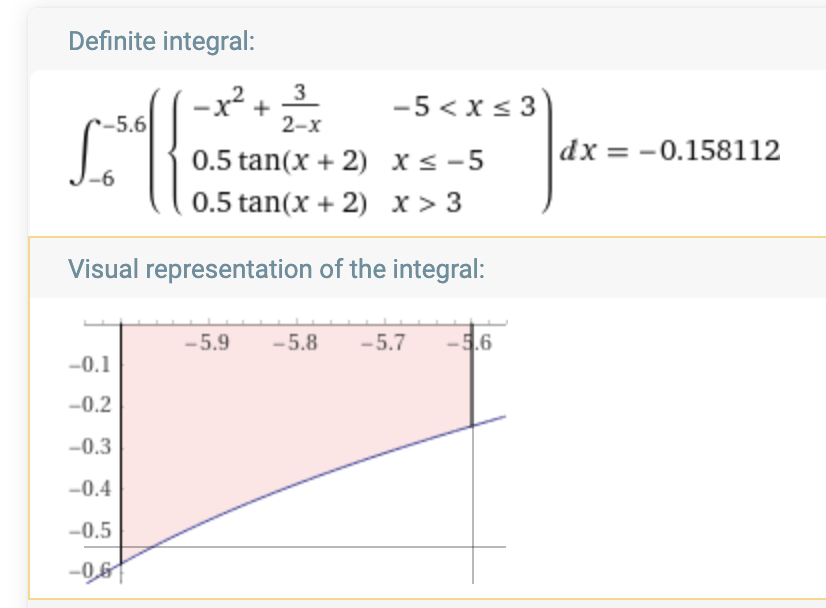 Definite integral:
∫_{-6}^{-5.6} ( { −x² + 3/(2−x)   −5 < x ≤ 3
0.5 tan(x + 2)   x ≤ −5
0.5 tan(x + 2)   x > 3 ) dx = −0.158112
Visual representation of the integral:
−5.9 −5.8 −5.7 −5.6
−0.1
−0.2
−0.3
−0.4
−0.5
−0.6